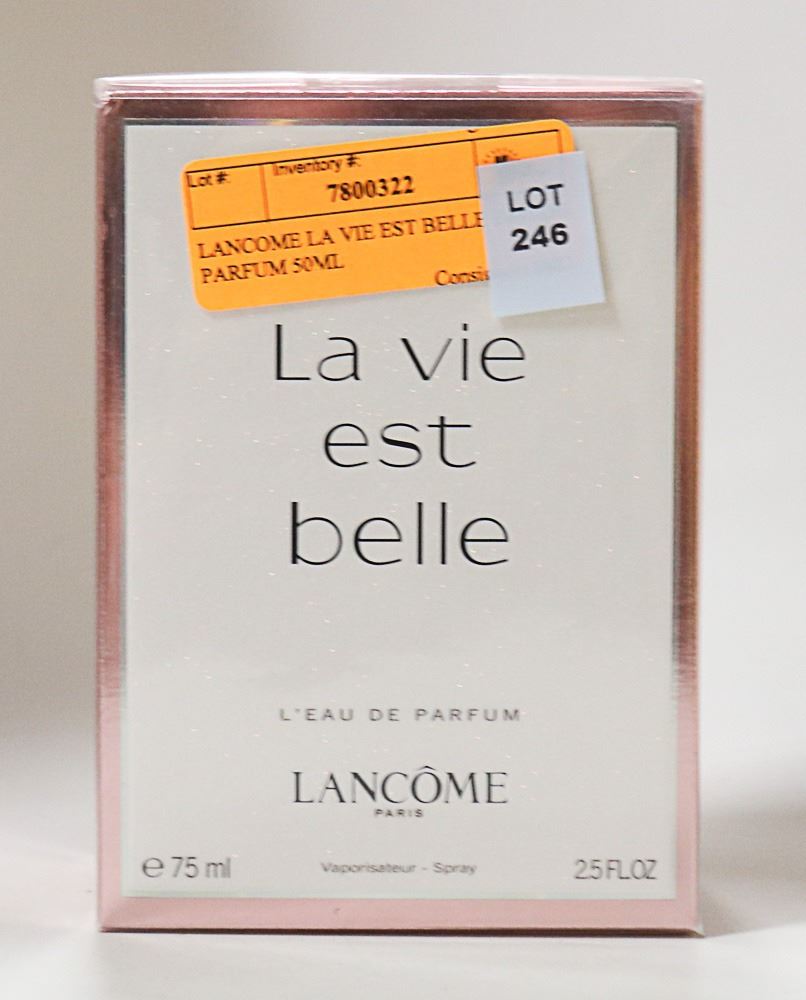 Lot #: Inventory #:
7800322
LOT
246
LANCOME LA VIE EST BELLE
PARFUM 50ML
La vie
est
belle
L'EAU DE PARFUM
LANCÔME
PARIS
e 75 ml Vaporisateur - Spray 2.5 FL.OZ